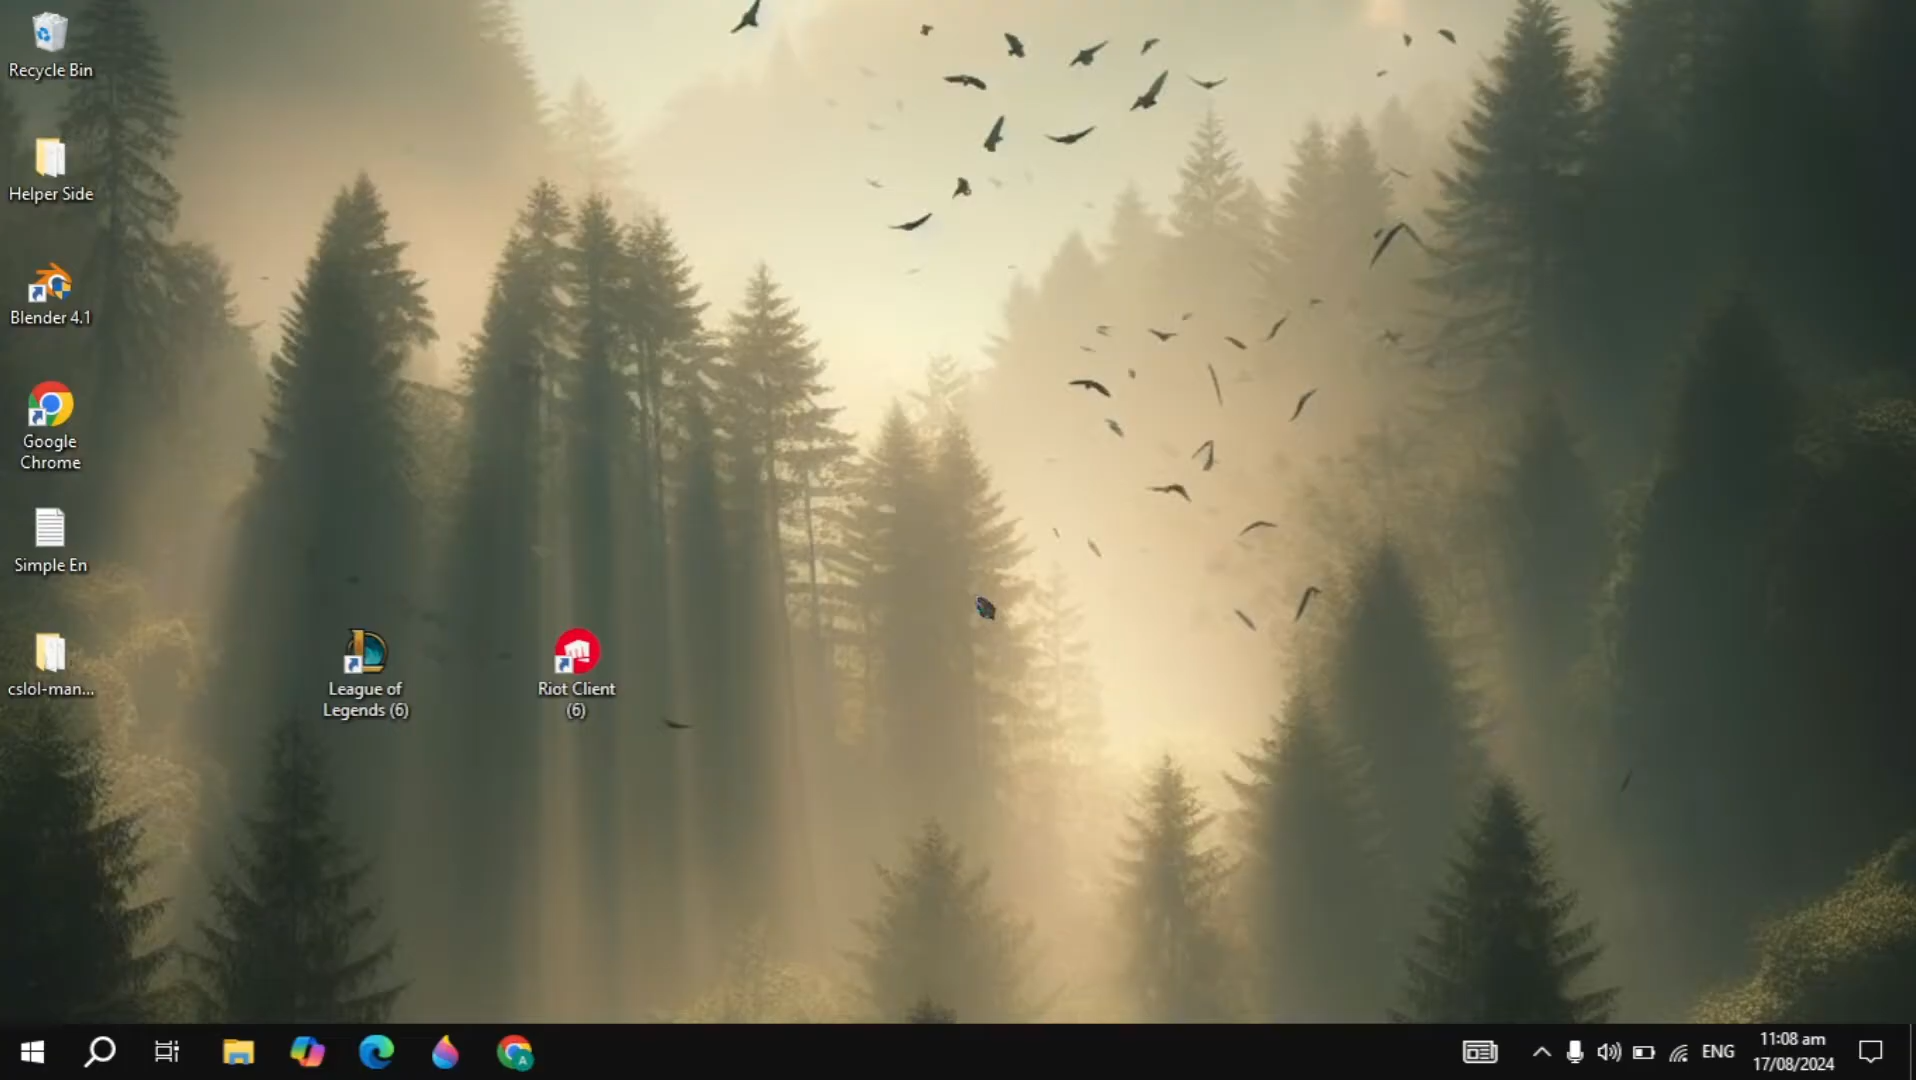 Recycle Bin
Helper Side
Blender 4.1
Google
Chrome
Simple En
cslol-man...
League of
Legends (6)
Riot Client
(6)
A
ENG
11:08 am
17/08/2024